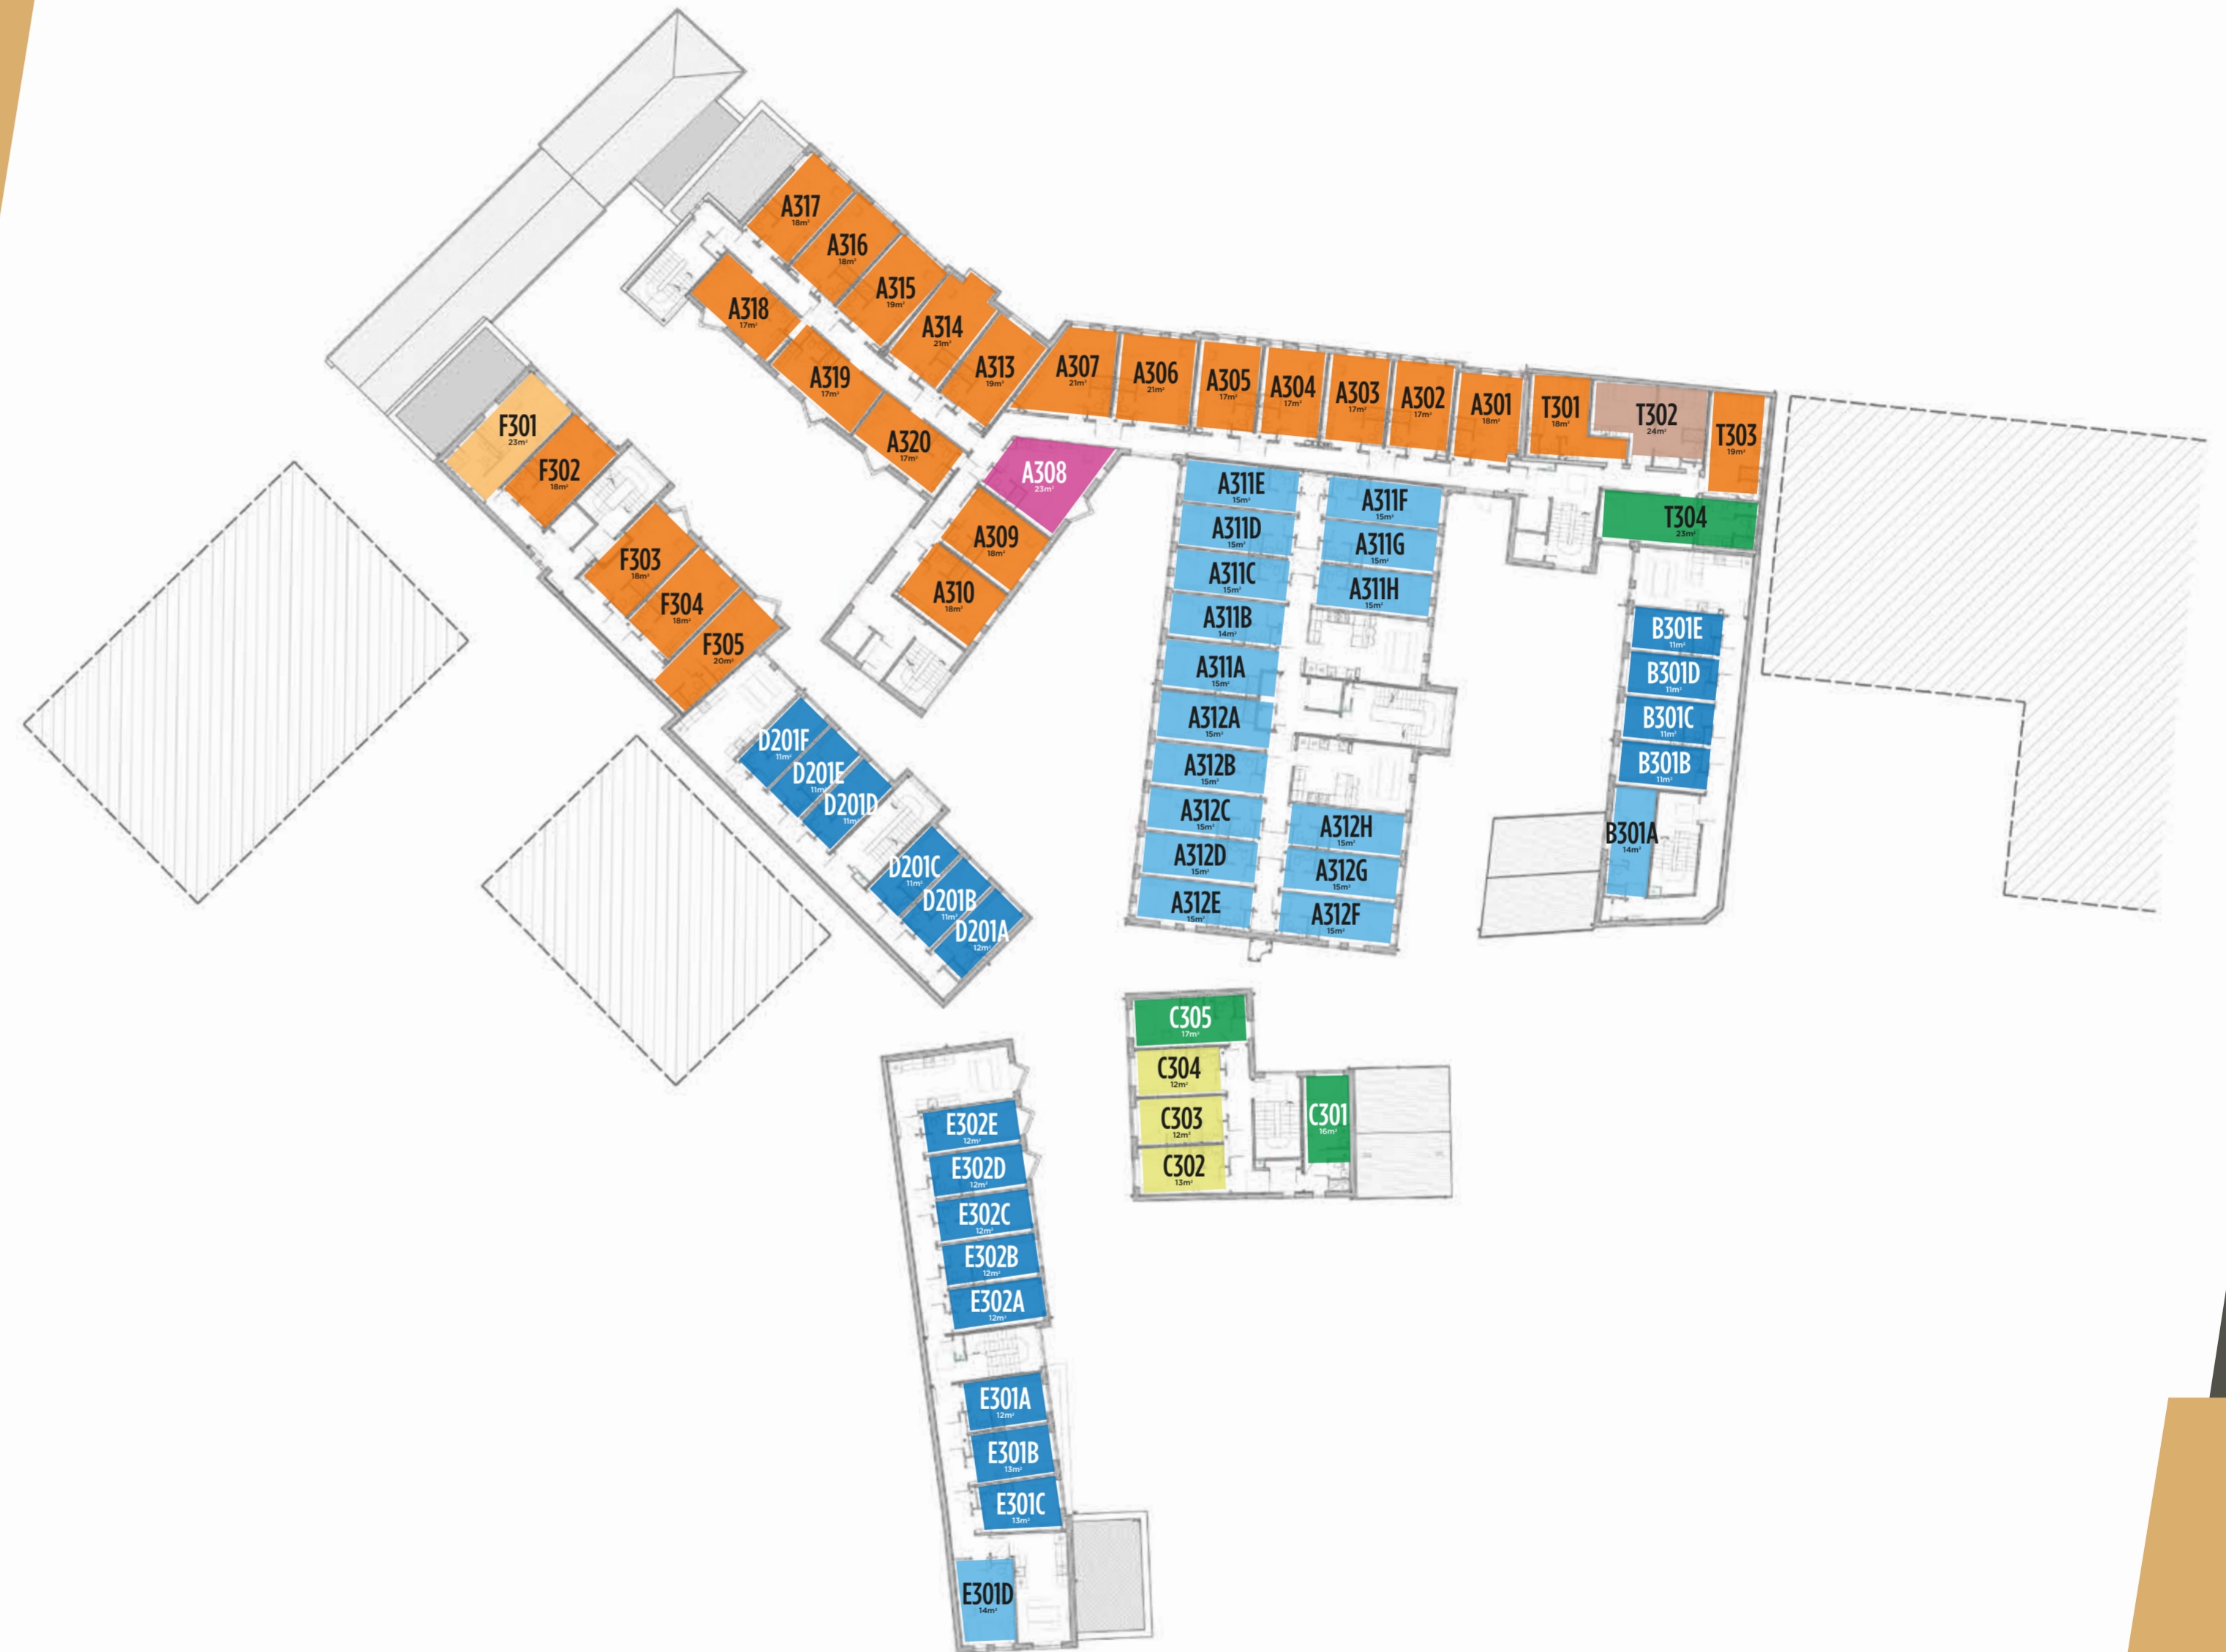 A317
18m²
A316
18m²
A315
19m²
A314
21m²
A313
19m²
A318
17m²
A319
17m²
A320
17m²
A307
21m²
A306
21m²
A305
17m²
A304
17m²
A303
17m²
A302
17m²
A301
18m²
T301
18m²
T302
24m²
T303
19m²
T304
23m²
A308
23m²
A309
18m²
A310
18m²
F301
23m²
F302
18m²
F303
18m²
F304
18m²
F305
20m²
D201F
11m²
D201E
11m²
D201D
11m²
D201C
11m²
D201B
11m²
D201A
12m²
A311E
15m²
A311D
15m²
A311C
15m²
A311B
14m²
A311A
15m²
A312A
15m²
A312B
15m²
A312C
15m²
A312D
15m²
A312E
15m²
A311F
15m²
A311G
15m²
A311H
15m²
A312H
15m²
A312G
15m²
A312F
15m²
B301E
11m²
B301D
11m²
B301C
11m²
B301B
11m²
B301A
14m²
C305
17m²
C304
12m²
C303
12m²
C302
13m²
C301
16m²
E302E
12m²
E302D
12m²
E302C
12m²
E302B
12m²
E302A
12m²
E301A
12m²
E301B
13m²
E301C
13m²
E301D
14m²